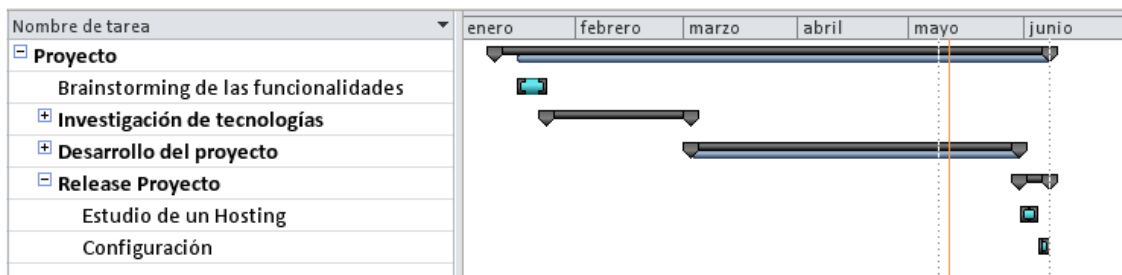 Nombre de tarea
enero febrero marzo abril mayo junio
Proyecto
Brainstorming de las funcionalidades
Investigación de tecnologías
Desarrollo del proyecto
Release Proyecto
Estudio de un Hosting
Configuración